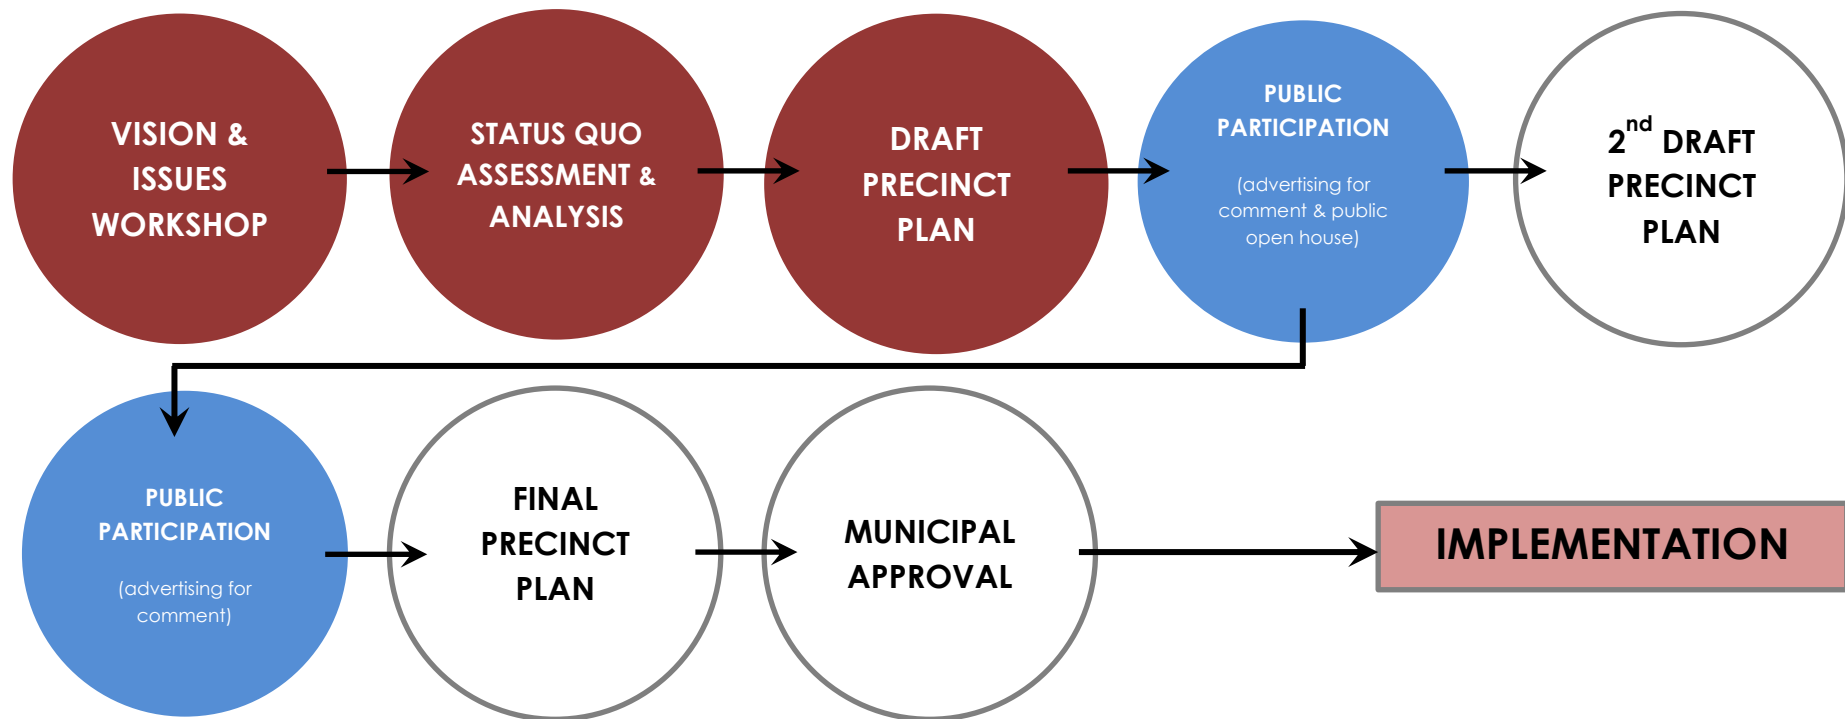 VISION &
ISSUES
WORKSHOP
STATUS QUO
ASSESSMENT &
ANALYSIS
DRAFT
PRECINCT
PLAN
PUBLIC
PARTICIPATION
(advertising for
comment & public
open house)
2nd DRAFT
PRECINCT
PLAN
PUBLIC
PARTICIPATION
(advertising for
comment)
FINAL
PRECINCT
PLAN
MUNICIPAL
APPROVAL
IMPLEMENTATION